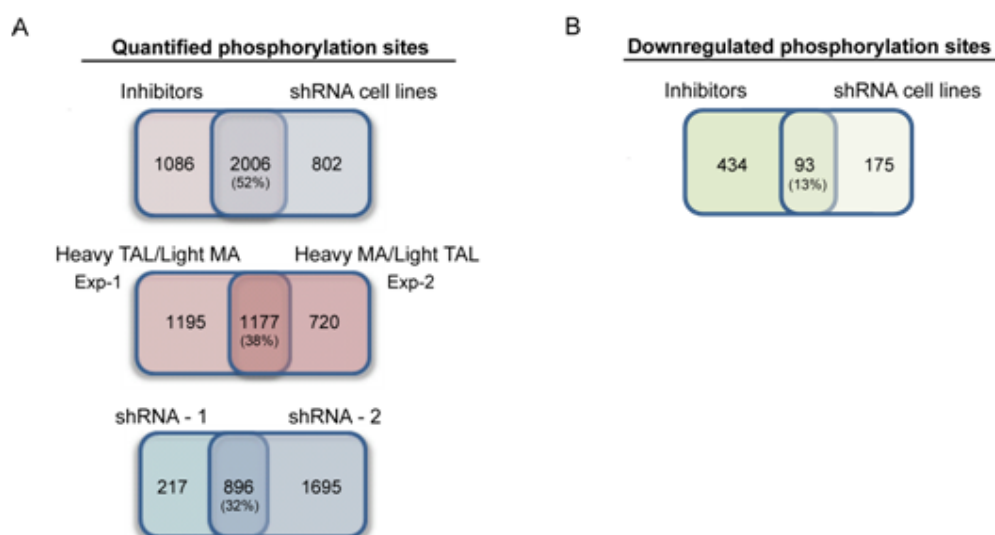 A
Quantified phosphorylation sites
Inhibitors shRNA cell lines
1086 2006 802
(52%)
Heavy TAL/Light MA Heavy MA/Light TAL
Exp-1 Exp-2
1195 1177 720
(38%)
shRNA - 1 shRNA - 2
217 896 1695
(32%)
B
Downregulated phosphorylation sites
Inhibitors shRNA cell lines
434 93 175
(13%)